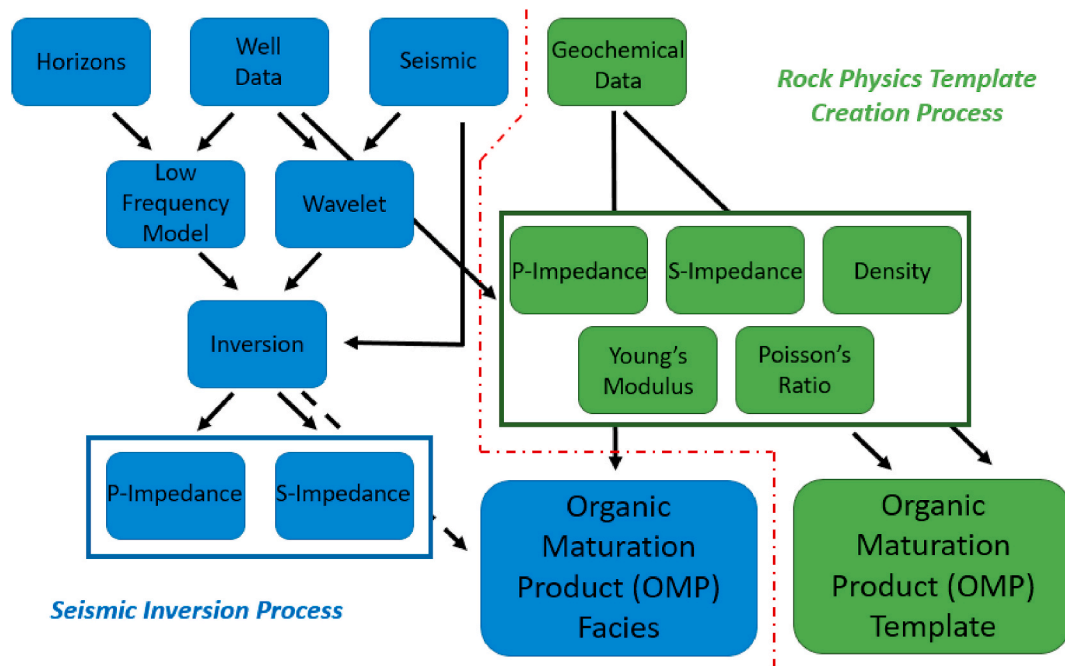 Horizons
Well
Data
Seismic
Geochemical
Data
Rock Physics Template
Creation Process
Low
Frequency
Model
Wavelet
P-Impedance
S-Impedance
Density
Inversion
Young's
Modulus
Poisson's
Ratio
P-Impedance
S-Impedance
Organic
Maturation
Product (OMP)
Facies
Organic
Maturation
Product (OMP)
Template
Seismic Inversion Process